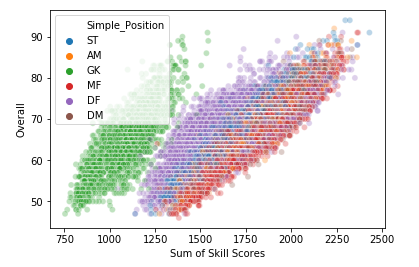 Simple_Position
ST
AM
GK
MF
DF
DM
Overall
90
80
70
60
50
750 1000 1250 1500 1750 2000 2250 2500
Sum of Skill Scores